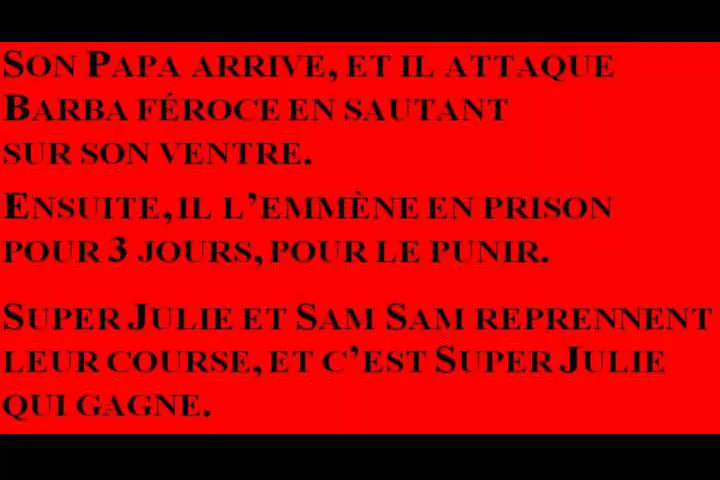 Son Papa arrive, et il attaque
Barba féroce en sautant
sur son ventre.
Ensuite, il l’emmène en prison
pour 3 jours, pour le punir.
Super Julie et Sam Sam reprennent
leur course, et c’est Super Julie
qui gagne.